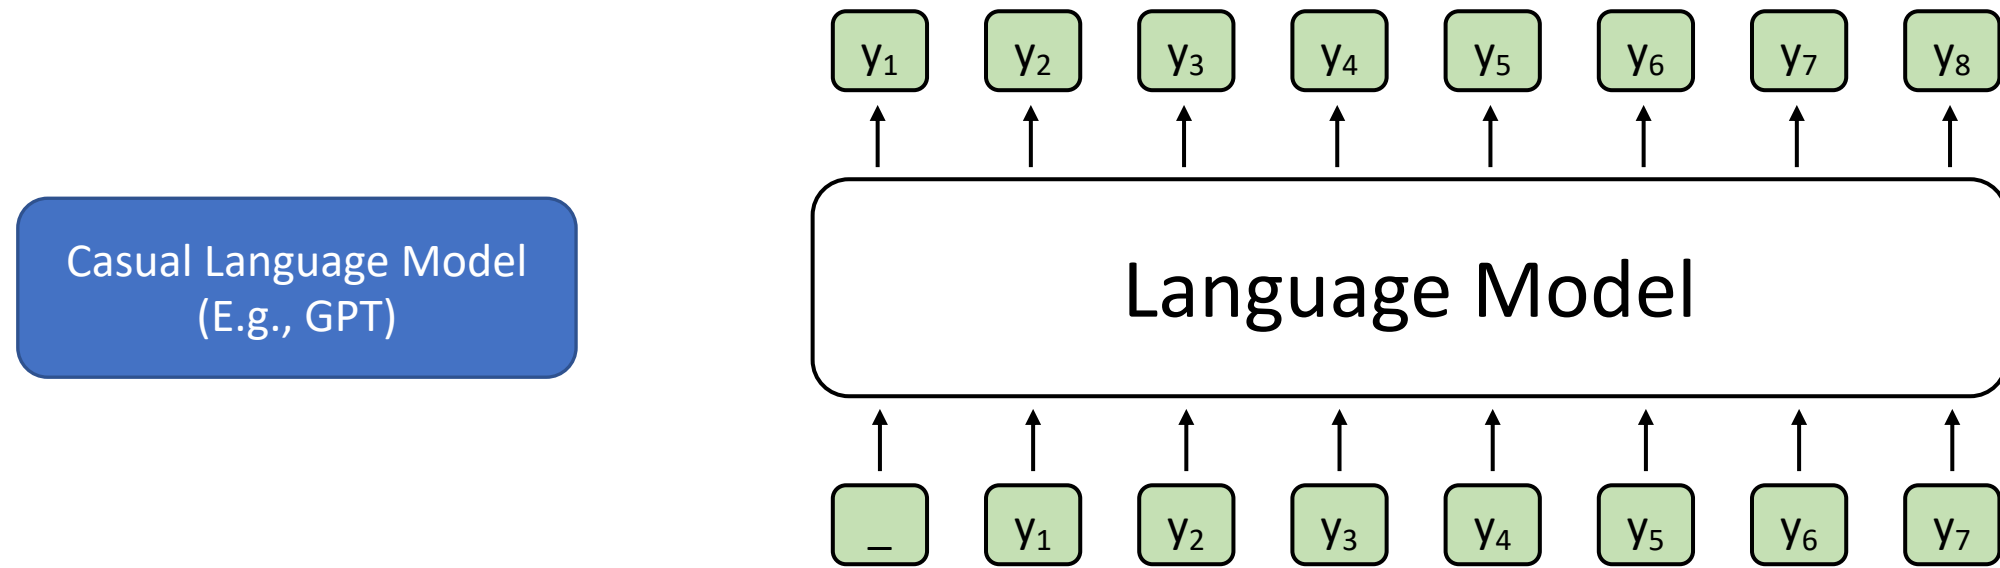 y₁ y₂ y₃ y₄ y₅ y₆ y₇ y₈
Casual Language Model
(E.g., GPT)
Language Model
_ y₁ y₂ y₃ y₄ y₅ y₆ y₇